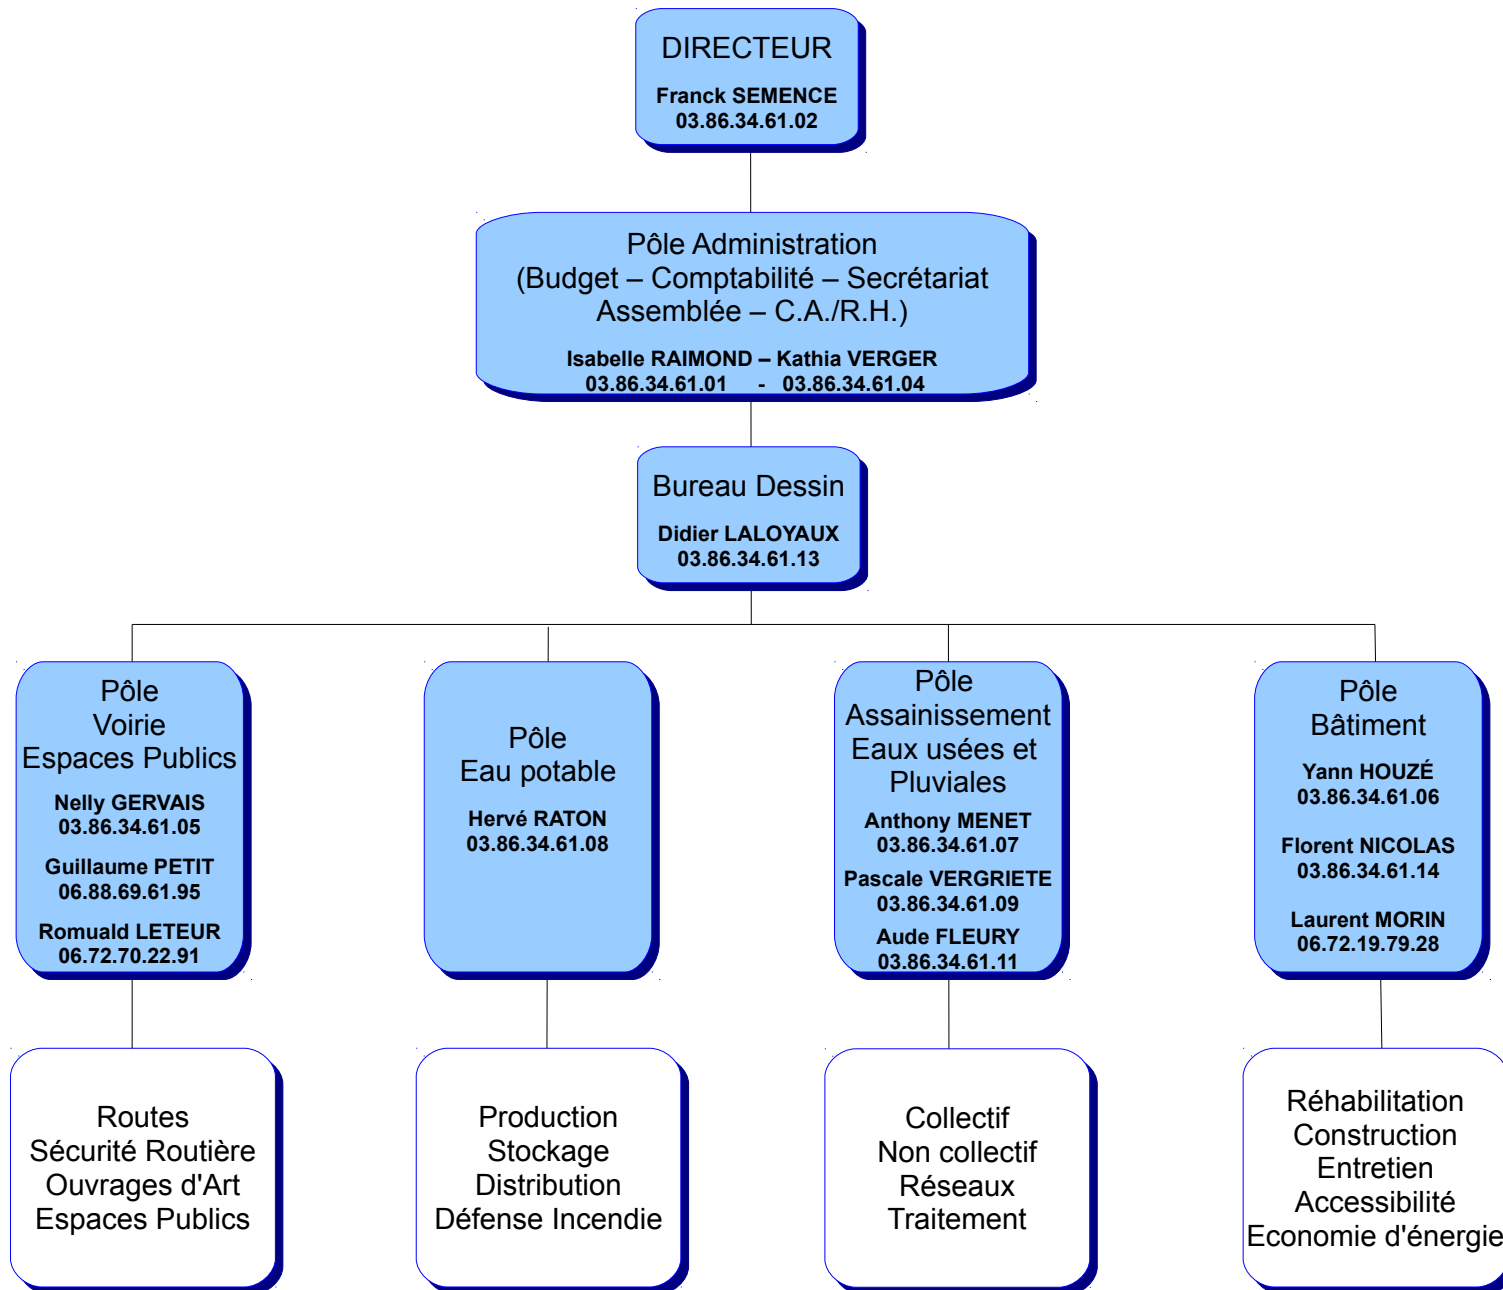 DIRECTEUR
Franck SEMENCE
03.86.34.61.02
Pôle Administration
(Budget – Comptabilité – Secrétariat
Assemblée – C.A./R.H.)
Isabelle RAIMOND – Kathia VERGER
03.86.34.61.01 - 03.86.34.61.04
Bureau Dessin
Didier LALOYAUX
03.86.34.61.13
Pôle
Voirie
Espaces Publics
Nelly GERVAIS
03.86.34.61.05
Guillaume PETIT
06.88.69.61.95
Romuald LETEUR
06.72.70.22.91
Pôle
Eau potable
Hervé RATON
03.86.34.61.08
Pôle
Assainissement
Eaux usées et
Pluviales
Anthony MENET
03.86.34.61.07
Pascale VERGRIETE
03.86.34.61.09
Aude FLEURY
03.86.34.61.11
Pôle
Bâtiment
Yann HOUZÉ
03.86.34.61.06
Florent NICOLAS
03.86.34.61.14
Laurent MORIN
06.72.19.79.28
Routes
Sécurité Routière
Ouvrages d'Art
Espaces Publics
Production
Stockage
Distribution
Défense Incendie
Collectif
Non collectif
Réseaux
Traitement
Réhabilitation
Construction
Entretien
Accessibilité
Economie d'énergie